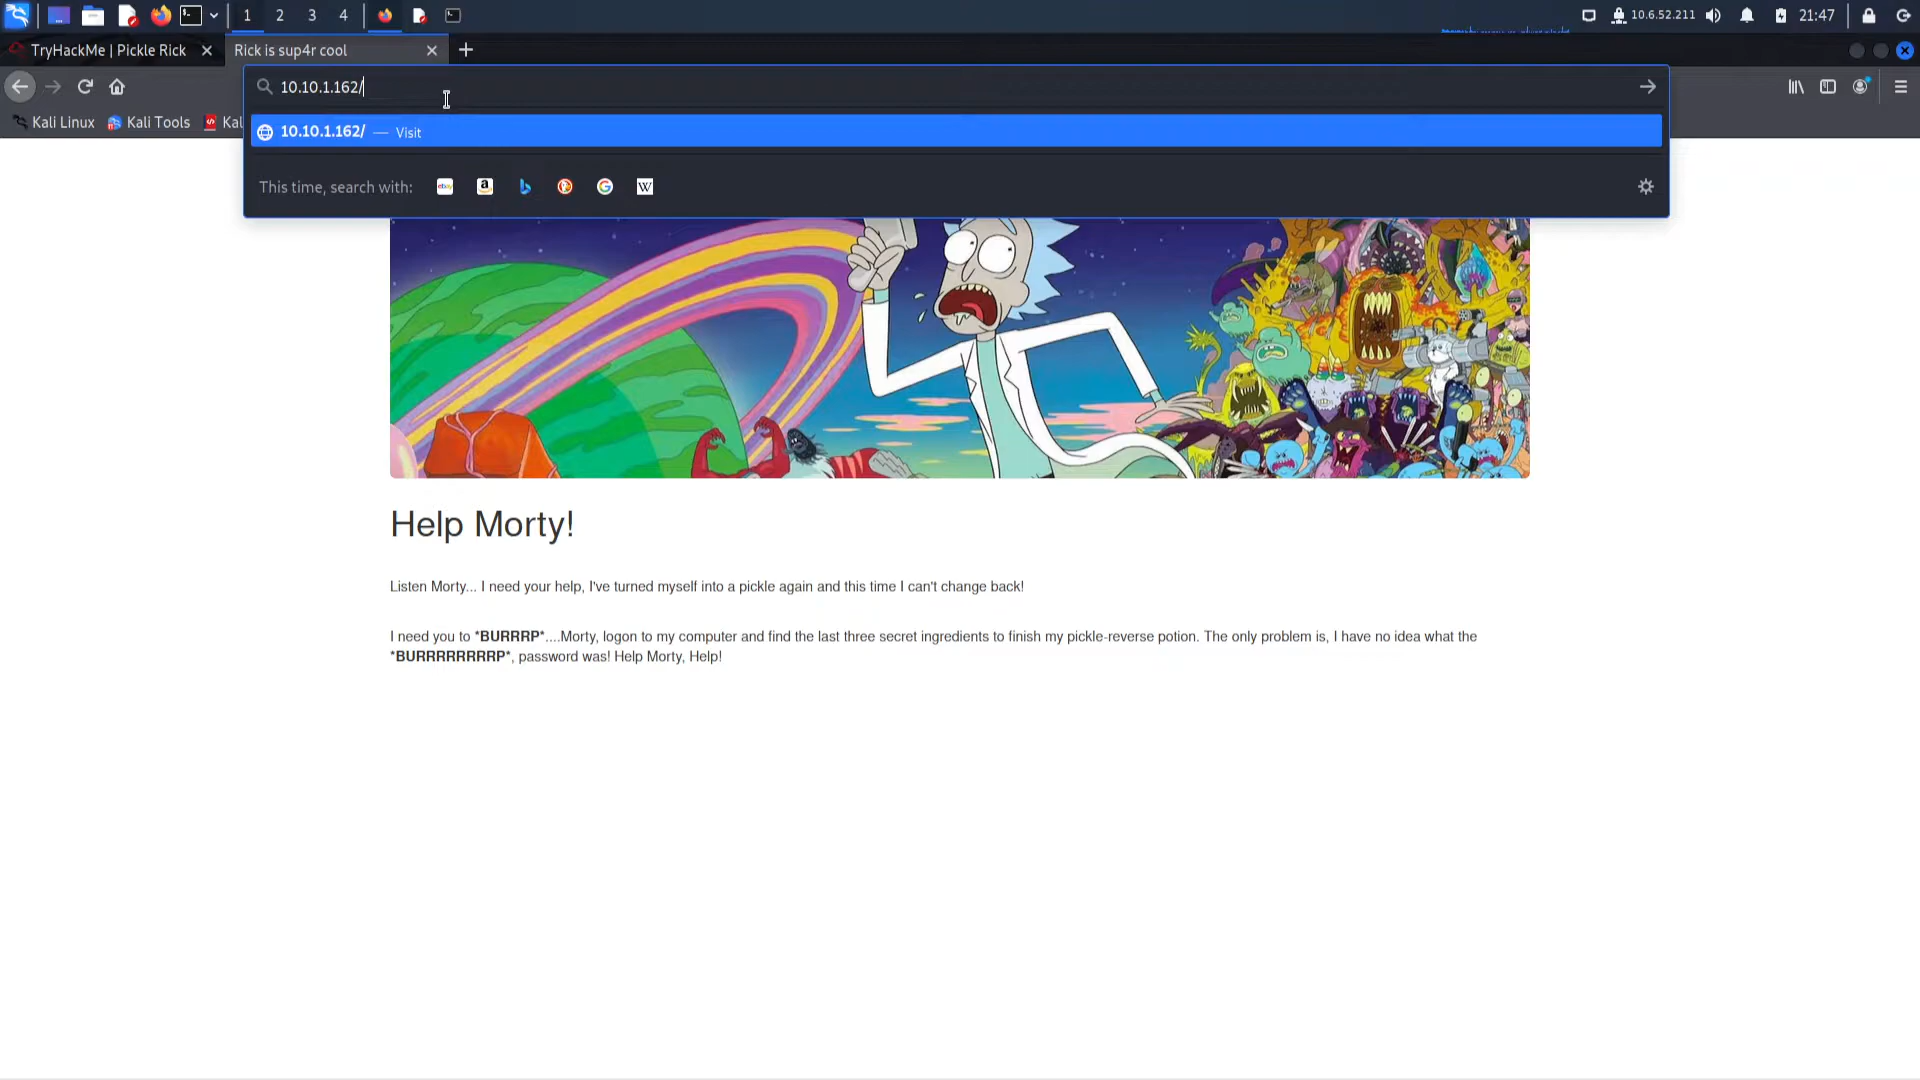 1 2 3 4 10.6.52.211 21:47
TryHackMe | Pickle Rick Rick is sup4r cool
10.10.1.162/
Kali Linux Kali Tools Kal
10.10.1.162/ — Visit
This time, search with: ebay a W
Help Morty!
Listen Morty... I need your help, I've turned myself into a pickle again and this time I can't change back!
I need you to *BURRRP*....Morty, logon to my computer and find the last three secret ingredients to finish my pickle-reverse potion. The only problem is, I have no idea what the
*BURRRRRRRRP*, password was! Help Morty, Help!